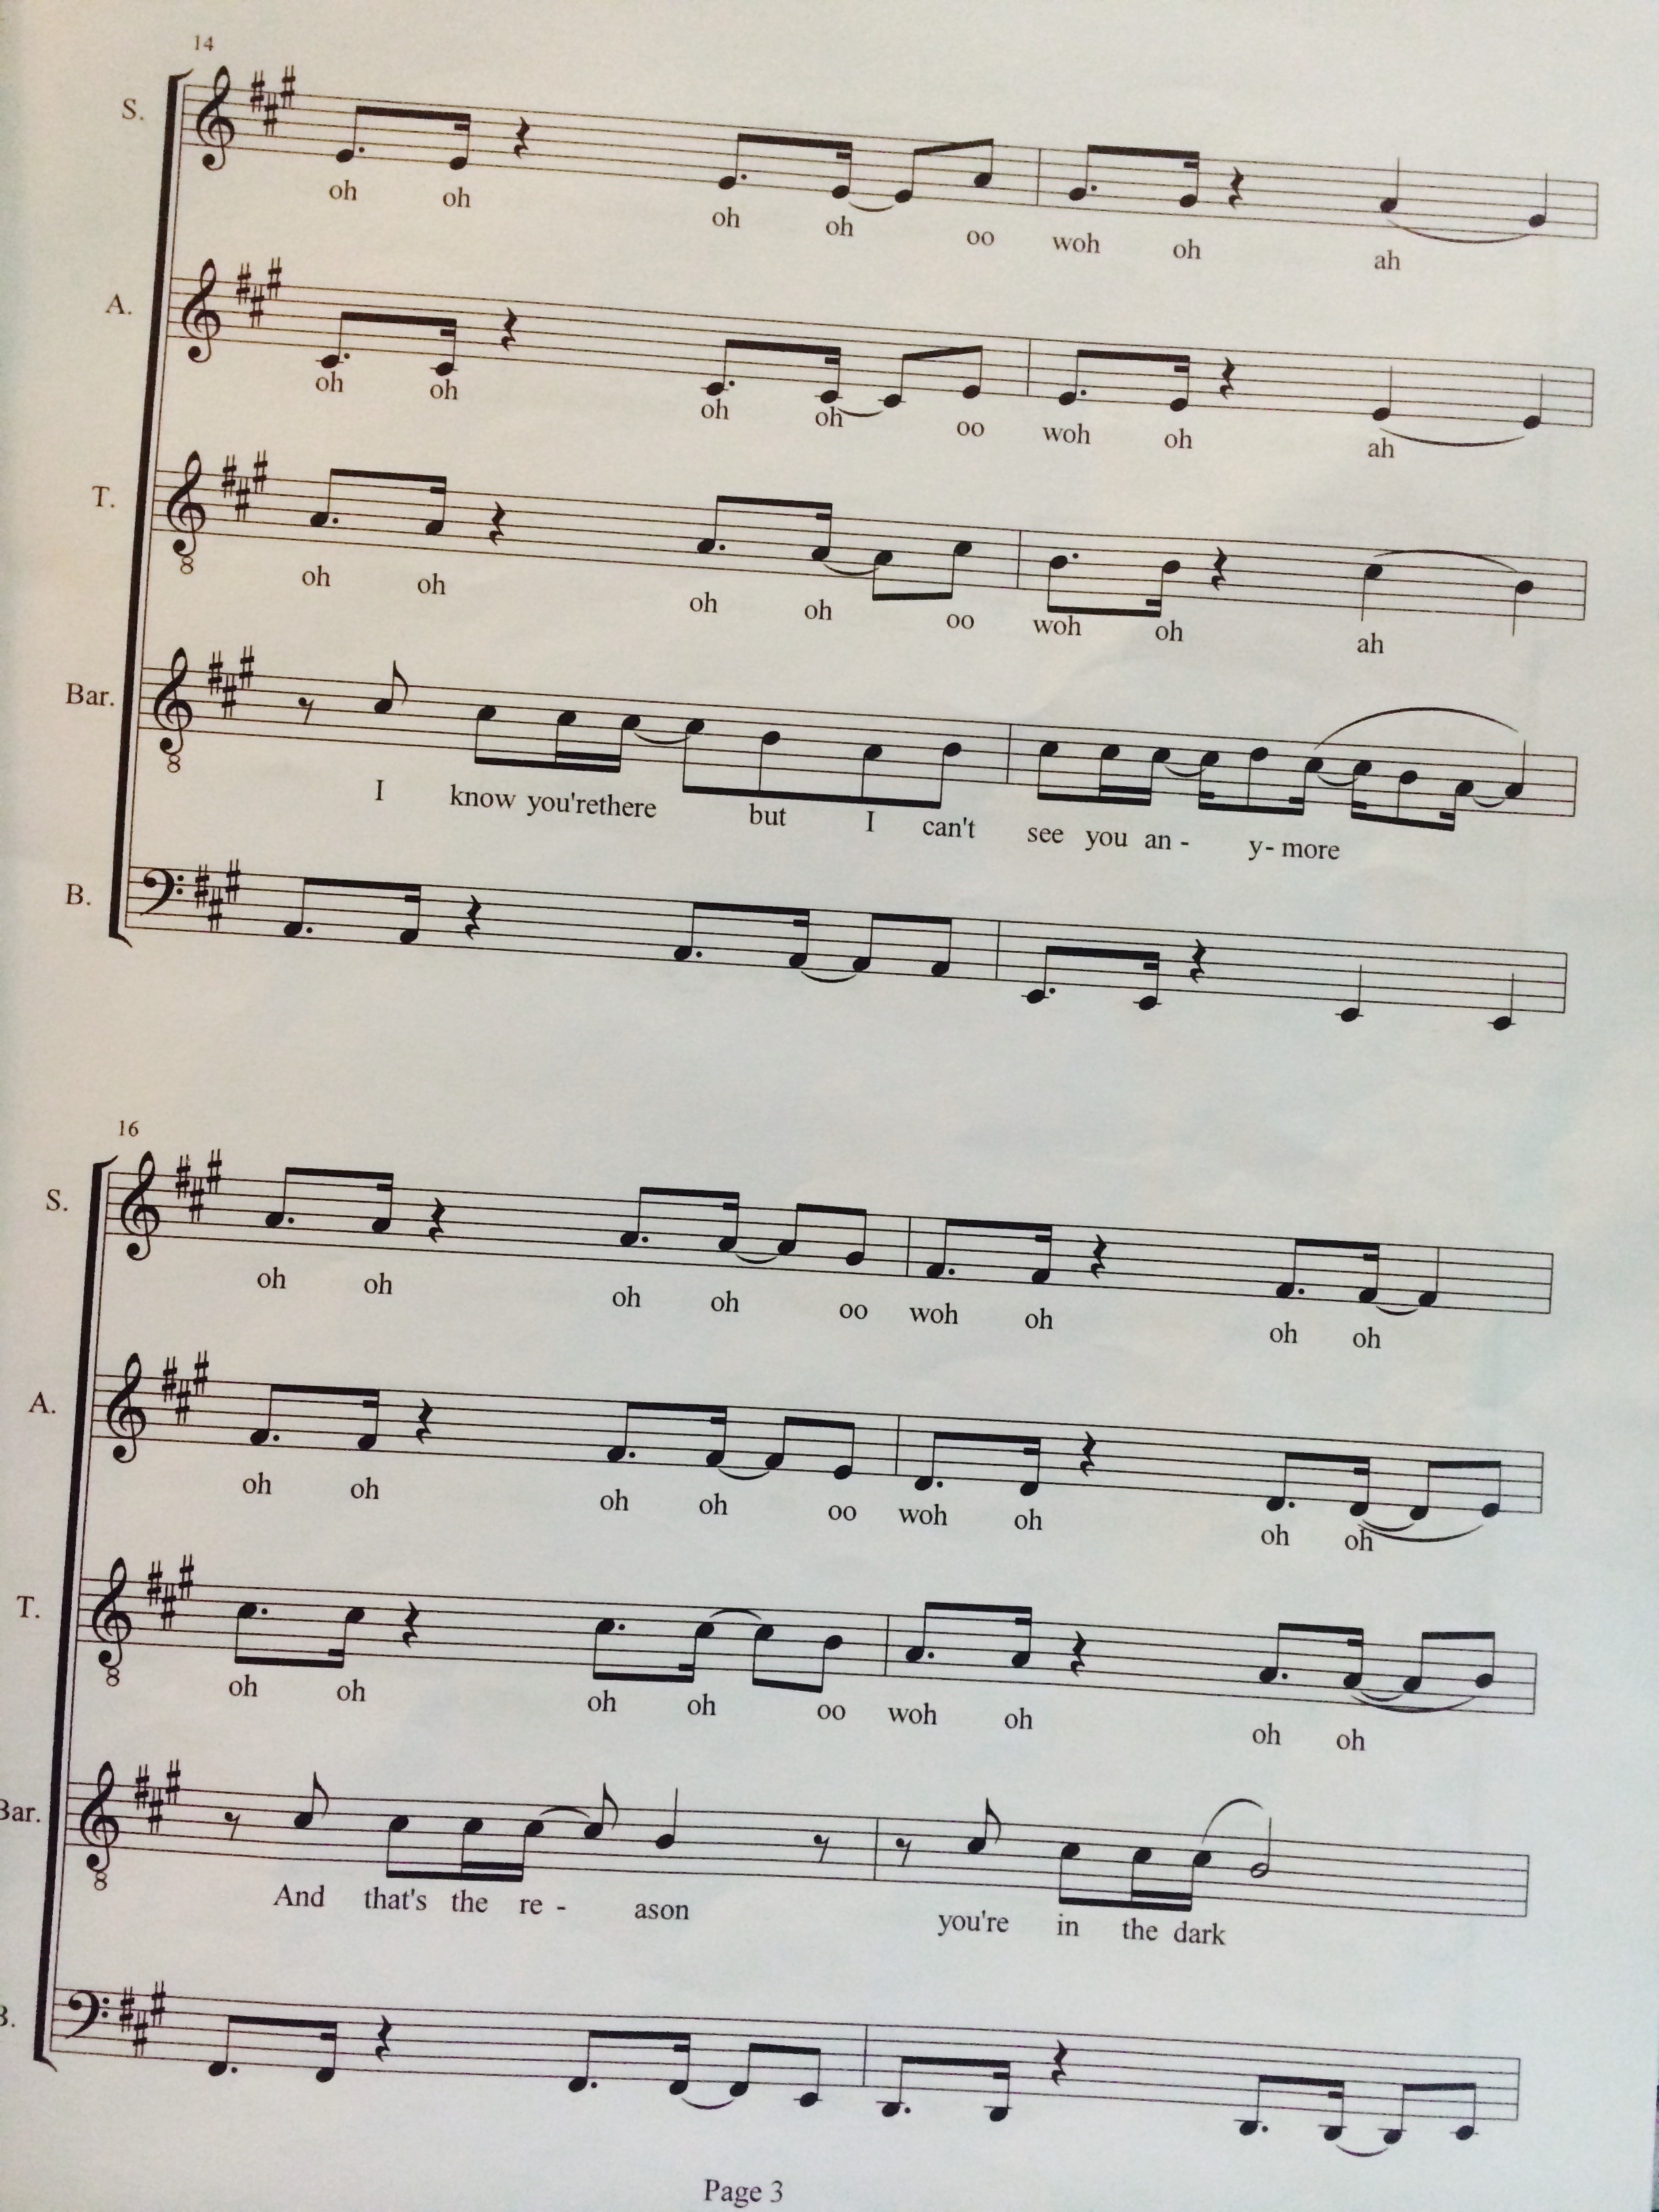 14
S.
oh oh oh oh oo woh oh ah
A.
oh oh oh oh oo woh oh ah
T.
8
oh oh oh oh oo woh oh ah
Bar.
8
I know you'rethere but I can't see you an - y- more
B.
16
S.
oh oh oh oh oo woh oh oh oh
A.
oh oh oh oh oo woh oh oh oh
T.
8
oh oh oh oh oo woh oh oh oh
Bar.
8
And that's the re - ason you're in the dark
B.
Page 3